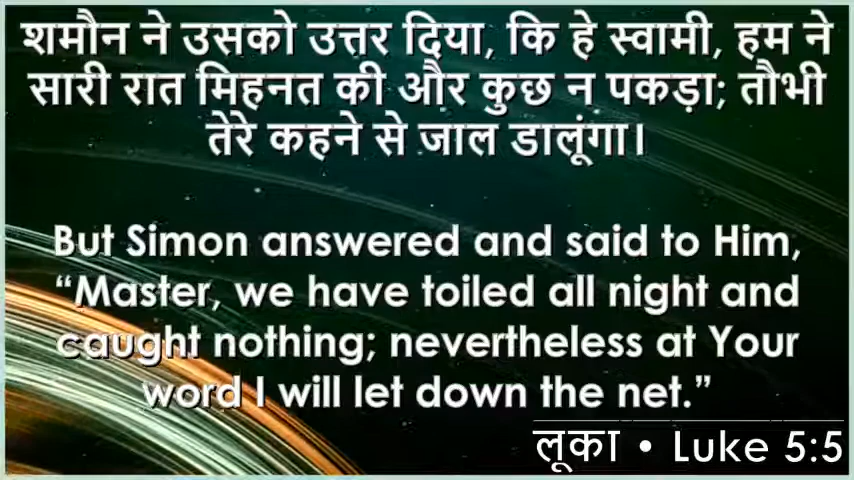 शमौन ने उसको उत्तर दिया, कि हे स्वामी, हम ने
सारी रात मिहनत की और कुछ न पकड़ा; तौभी
तेरे कहने से जाल डालूंगा।
But Simon answered and said to Him,
“Master, we have toiled all night and
caught nothing; nevertheless at Your
word I will let down the net.”
लूका • Luke 5:5